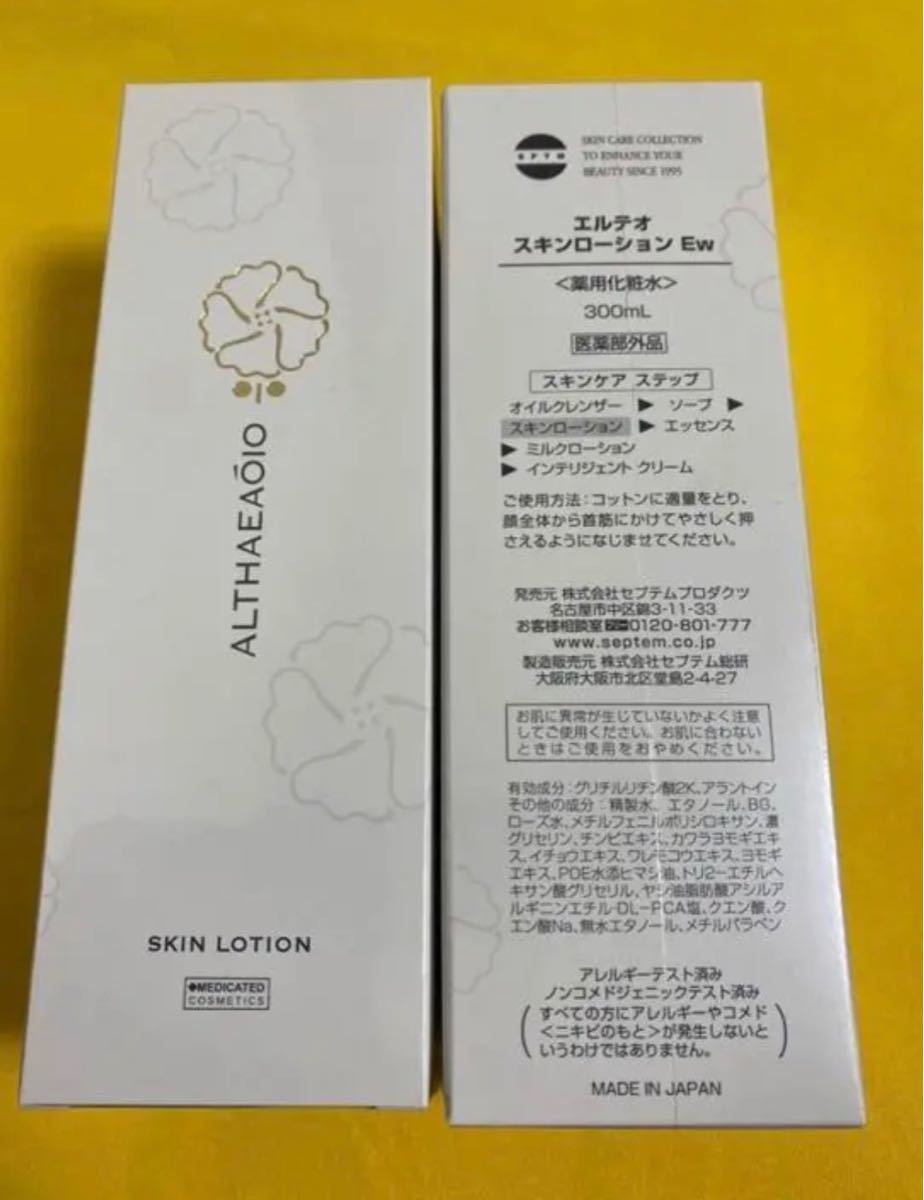 ALTHAEAÓIO
SKIN LOTION
MEDICATED
COSMETICS
SPTM
SKIN CARE COLLECTION
TO ENHANCE YOUR
BEAUTY SINCE 1995
エルテオ
スキンローション Ew
<薬用化粧水>
300mL
医薬部外品
スキンケア ステップ
オイルクレンザー ▶ ソープ ▶
スキンローション ▶ エッセンス
▶ ミルクローション
▶ インテリジェント クリーム
ご使用方法:コットンに適量をとり、
顔全体から首筋にかけてやさしく押
さえるようになじませてください。
発売元 株式会社セプテムプロダクツ
名古屋市中区錦3-11-33
お客様相談室 0120-801-777
www.septem.co.jp
製造販売元 株式会社セプテム総研
大阪府大阪市北区堂島2-4-27
お肌に異常が生じていないかよく注意
してご使用ください。お肌に合わない
ときはご使用をおやめください。
有効成分:グリチルリチン酸2K、アラントイン
その他の成分:精製水、エタノール、BG、
ローズ水、メチルフェニルポリシロキサン、濃
グリセリン、チンピエキス、カワラヨモギエキ
ス、イチョウエキス、ワレモコウエキス、ヨモギ
エキス、POE水添ヒマシ油、トリ2-エチルヘ
キサン酸グリセリル、ヤシ油脂肪酸アシルア
ルギニンエチル・DL-PCA塩、クエン酸、ク
エン酸Na、無水エタノール、メチルパラベン
アレルギーテスト済み
ノンコメドジェニックテスト済み
(すべての方にアレルギーやコメド
<ニキビのもと>が発生しないと
いうわけではありません。)
MADE IN JAPAN